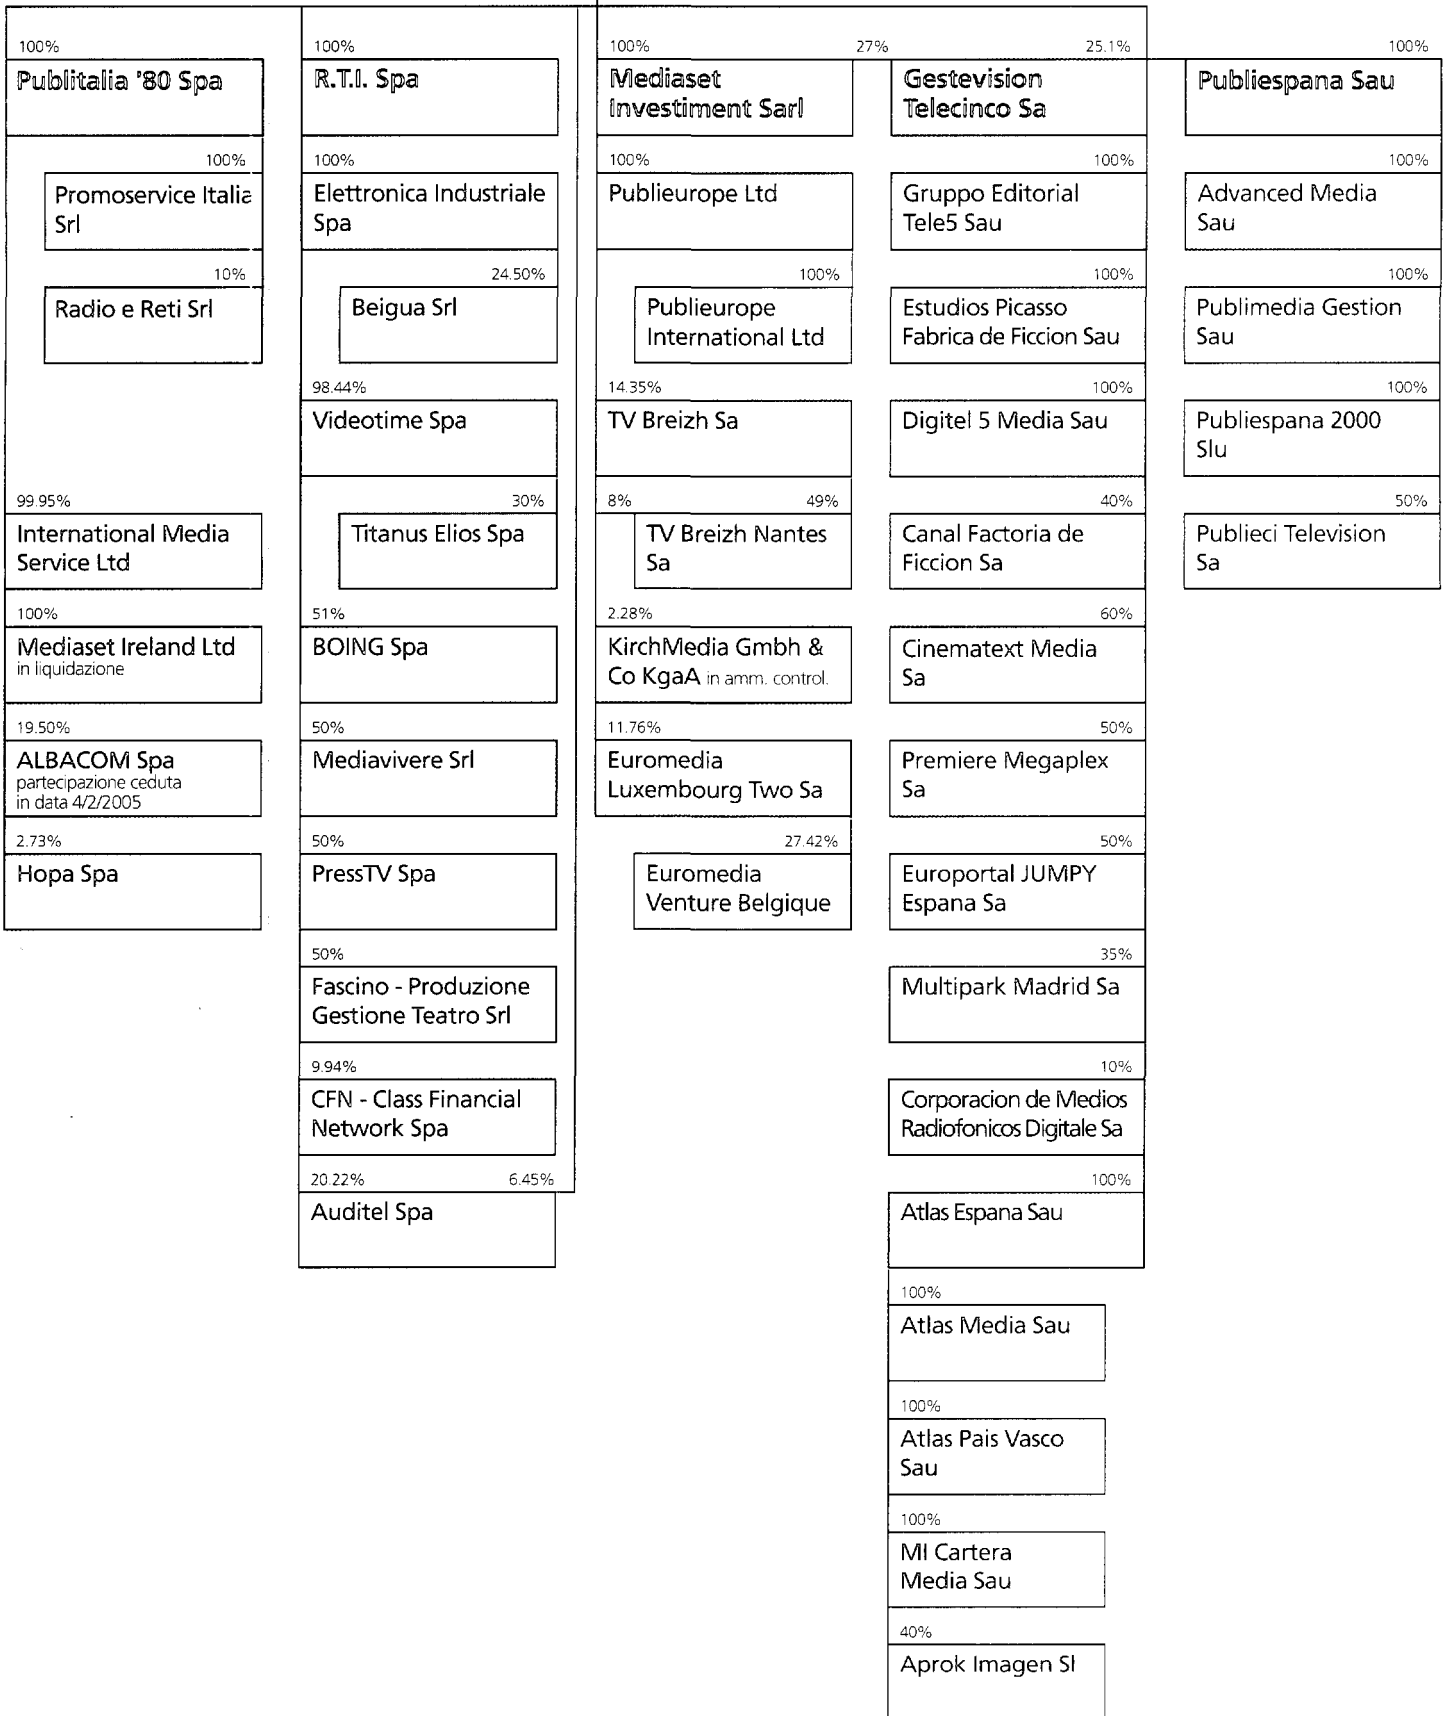 100%
Publitalia '80 Spa
100%
Promoservice Italia
Srl
10%
Radio e Reti Srl
99.95%
International Media
Service Ltd
100%
Mediaset Ireland Ltd
in liquidazione
19.50%
ALBACOM Spa
partecipazione ceduta
in data 4/2/2005
2.73%
Hopa Spa
100%
R.T.I. Spa
100%
Elettronica Industriale
Spa
24.50%
Beigua Srl
98.44%
Videotime Spa
30%
Titanus Elios Spa
51%
BOING Spa
50%
Mediavivere Srl
50%
PressTV Spa
50%
Fascino - Produzione
Gestione Teatro Srl
9.94%
CFN - Class Financial
Network Spa
20.22% 6.45%
Auditel Spa
100%
Mediaset
Investiment Sarl
100%
Publieurope Ltd
100%
Publieurope
International Ltd
14.35%
TV Breizh Sa
8% 49%
TV Breizh Nantes
Sa
2.28%
KirchMedia Gmbh &
Co KgaA in amm. control.
11.76%
Euromedia
Luxembourg Two Sa
27.42%
Euromedia
Venture Belgique
27% 25.1%
Gestevision
Telecinco Sa
100%
Gruppo Editorial
Tele5 Sau
100%
Estudios Picasso
Fabrica de Ficcion Sau
100%
Digitel 5 Media Sau
40%
Canal Factoria de
Ficcion Sa
60%
Cinematext Media
Sa
50%
Premiere Megaplex
Sa
50%
Europortal JUMPY
Espana Sa
35%
Multipark Madrid Sa
10%
Corporacion de Medios
Radiofonicos Digitale Sa
100%
Atlas Espana Sau
100%
Atlas Media Sau
100%
Atlas Pais Vasco
Sau
100%
MI Cartera
Media Sau
40%
Aprok Imagen Sl
100%
Publiespana Sau
100%
Advanced Media
Sau
100%
Publimedia Gestion
Sau
100%
Publiespana 2000
Slu
50%
Publieci Television
Sa